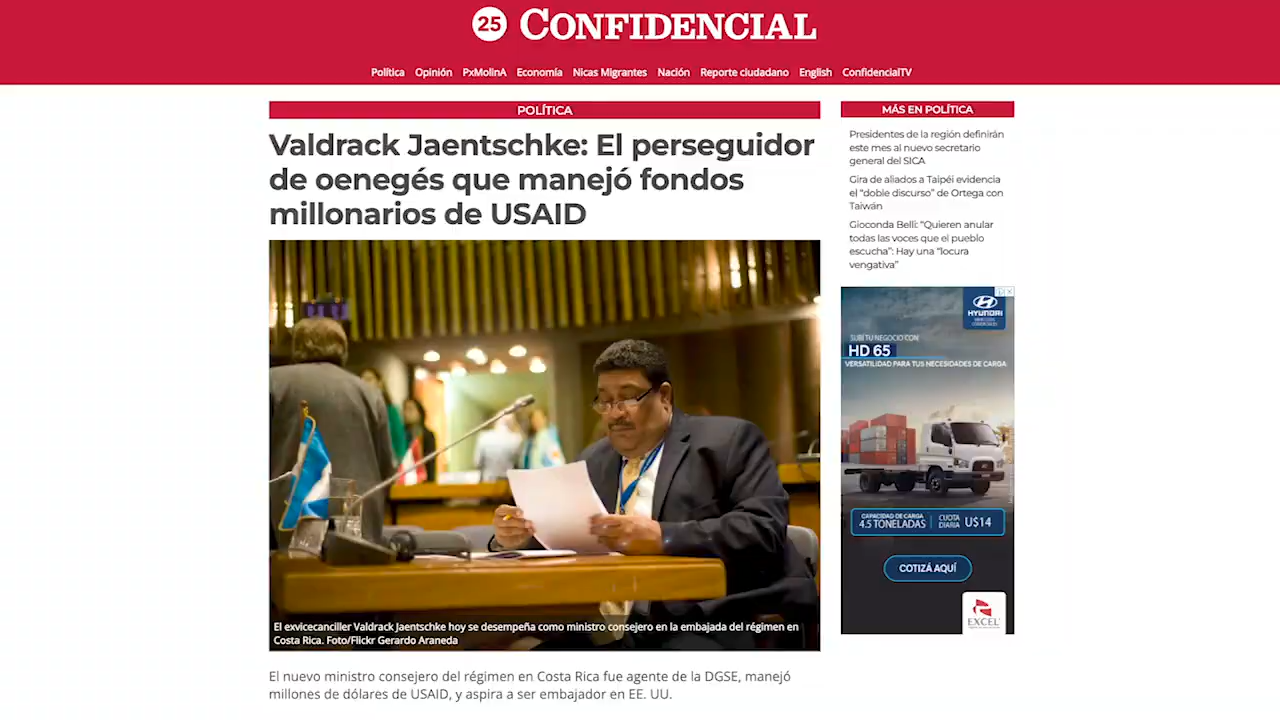 25 CONFIDENCIAL
Política Opinión PxMolinA Economía Nicas Migrantes Nación Reporte ciudadano English ConfidencialTV
POLÍTICA
Valdrack Jaentschke: El perseguidor
de oenegés que manejó fondos
millonarios de USAID
El exvicecanciller Valdrack Jaentschke hoy se desempeña como ministro consejero en la embajada del régimen en
Costa Rica. Foto/Flickr Gerardo Araneda
El nuevo ministro consejero del régimen en Costa Rica fue agente de la DGSE, manejó
millones de dólares de USAID, y aspira a ser embajador en EE. UU.
MÁS EN POLÍTICA
Presidentes de la región definirán
este mes al nuevo secretario
general del SICA
Gira de aliados a Taipéi evidencia
el “doble discurso” de Ortega con
Taiwán
Gioconda Belli: “Quieren anular
todas las voces que el pueblo
escucha”: Hay una “locura
vengativa”
HYUNDAI
SUBÍ TU NEGOCIO CON
HD 65
VERSATILIDAD PARA TUS NECESIDADES DE CARGA
CAPACIDAD DE CARGA
4.5 TONELADAS
CUOTA
DIARIA U$14
COTIZÁ AQUÍ
EXCEL